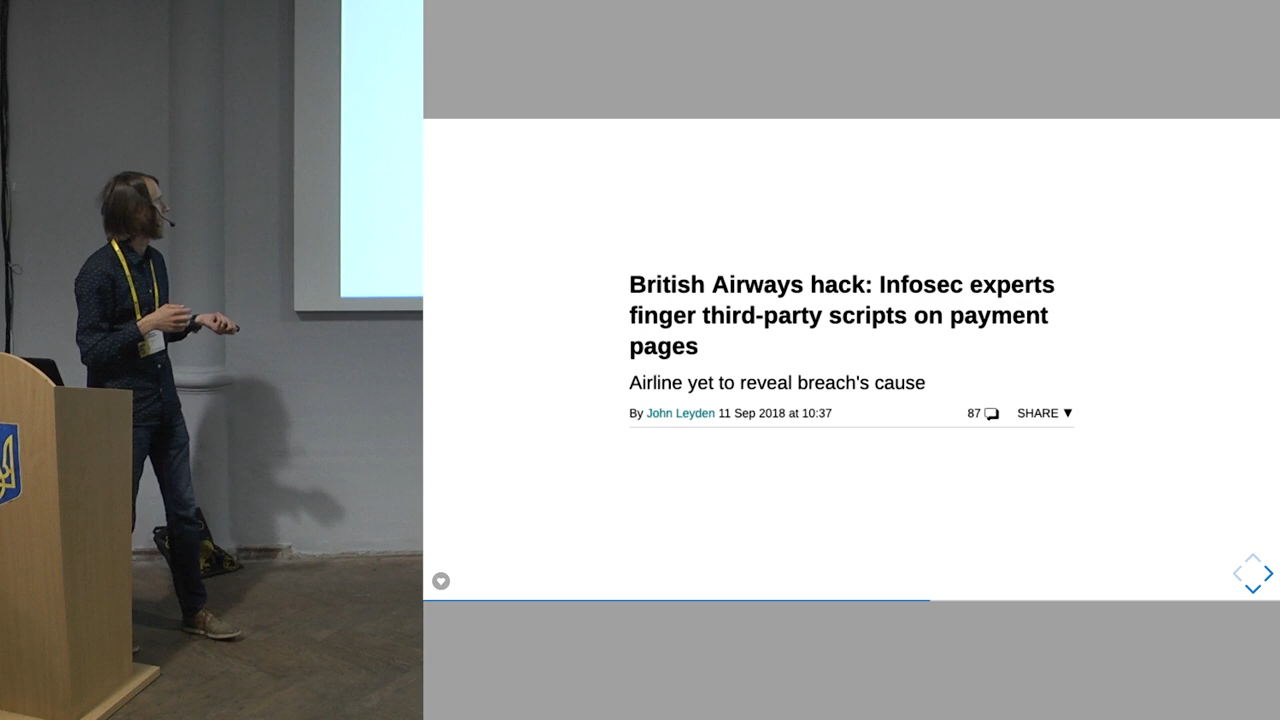 British Airways hack: Infosec experts
finger third-party scripts on payment
pages
Airline yet to reveal breach's cause
By John Leyden 11 Sep 2018 at 10:37
87
SHARE ▼